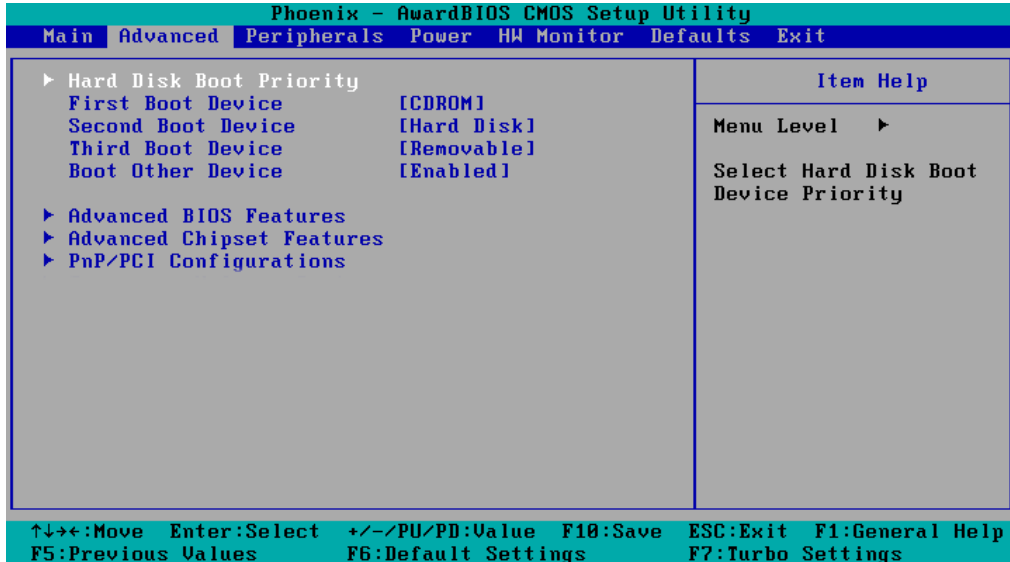 Phoenix - AwardBIOS CMOS Setup Utility
Main Advanced Peripherals Power HW Monitor Defaults Exit
▶ Hard Disk Boot Priority
First Boot Device [CDROM]
Second Boot Device [Hard Disk]
Third Boot Device [Removable]
Boot Other Device [Enabled]
▶ Advanced BIOS Features
▶ Advanced Chipset Features
▶ PnP/PCI Configurations
Item Help
Menu Level ▶
Select Hard Disk Boot
Device Priority
↑↓→←:Move Enter:Select +/-/PU/PD:Value F10:Save ESC:Exit F1:General Help
F5:Previous Values F6:Default Settings F7:Turbo Settings